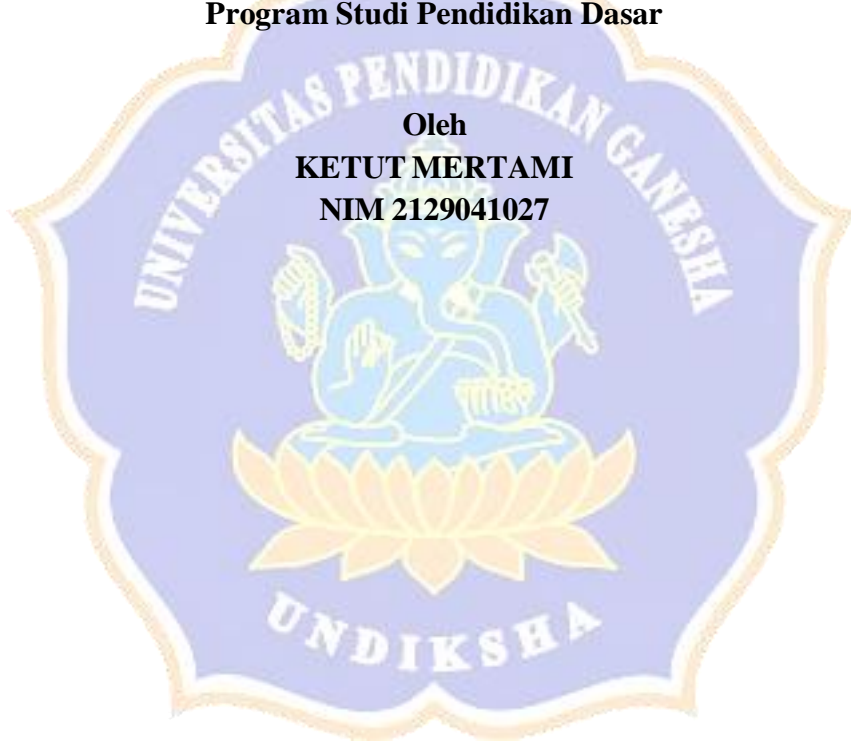 Program Studi Pendidikan Dasar
UNIVERSITAS PENDIDIKAN GANESHA
Oleh
KETUT MERTAMI
NIM 2129041027
UNDIKSHA